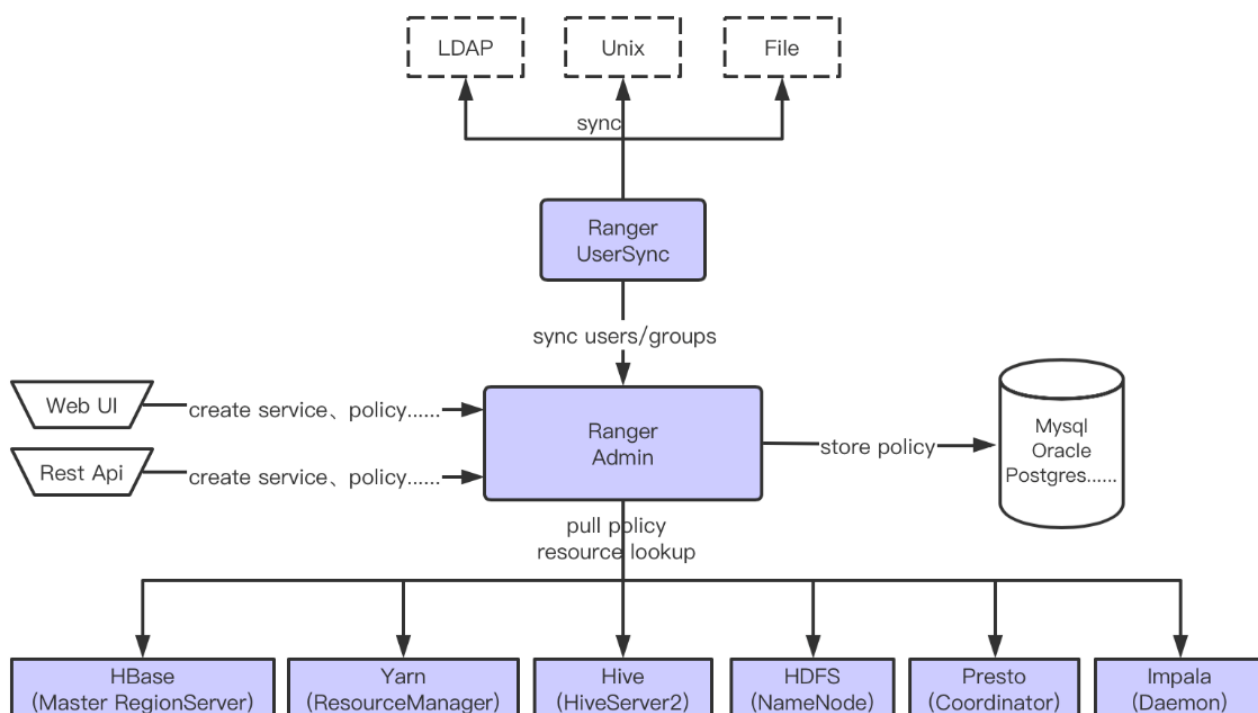 LDAP
Unix
File
sync
Ranger
UserSync
sync users/groups
Web UI
create service、policy......
Rest Api
create service、policy......
Ranger
Admin
store policy
Mysql
Oracle
Postgres......
pull policy
resource lookup
HBase
(Master RegionServer)
Yarn
(ResourceManager)
Hive
(HiveServer2)
HDFS
(NameNode)
Presto
(Coordinator)
Impala
(Daemon)